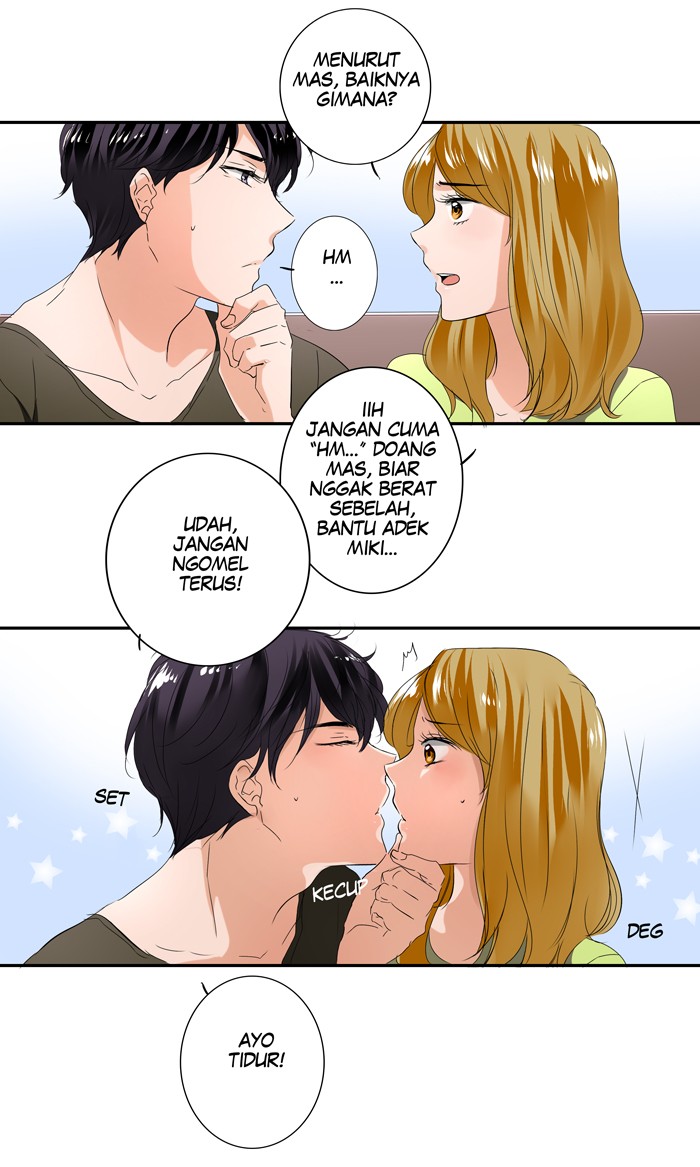 MENURUT
MAS, BAIKNYA
GIMANA?
HM
...
IIH
JANGAN CUMA
"HM..." DOANG
MAS, BIAR
NGGAK BERAT
SEBELAH,
BANTU ADEK
MIKI...
UDAH,
JANGAN
NGOMEL
TERUS!
SET
KECUP
DEG
AYO
TIDUR!